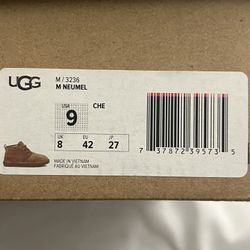 UGG
M / 3236
M NEUMEL
USA
9
CHE
UK
8
EU
42
JP
27
MADE IN VIETNAM
FABRIQUÉ AU VIETNAM
7 37872 39573 5